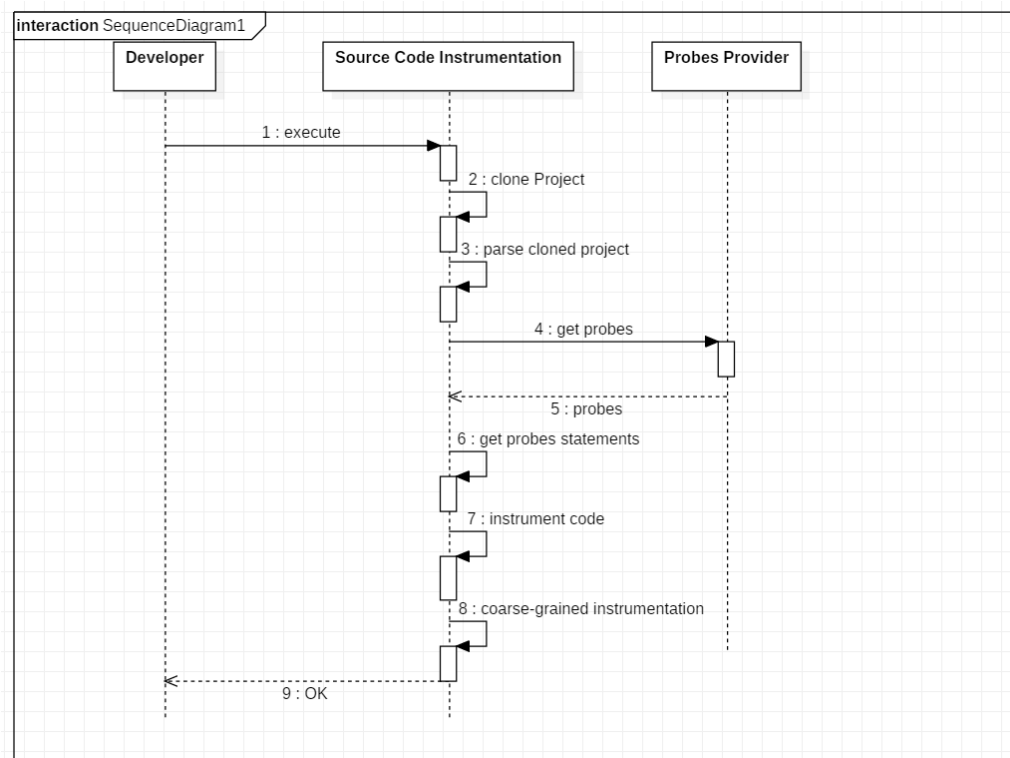 interaction SequenceDiagram1
Developer
Source Code Instrumentation
Probes Provider
1 : execute
2 : clone Project
3 : parse cloned project
4 : get probes
5 : probes
6 : get probes statements
7 : instrument code
8 : coarse-grained instrumentation
9 : OK